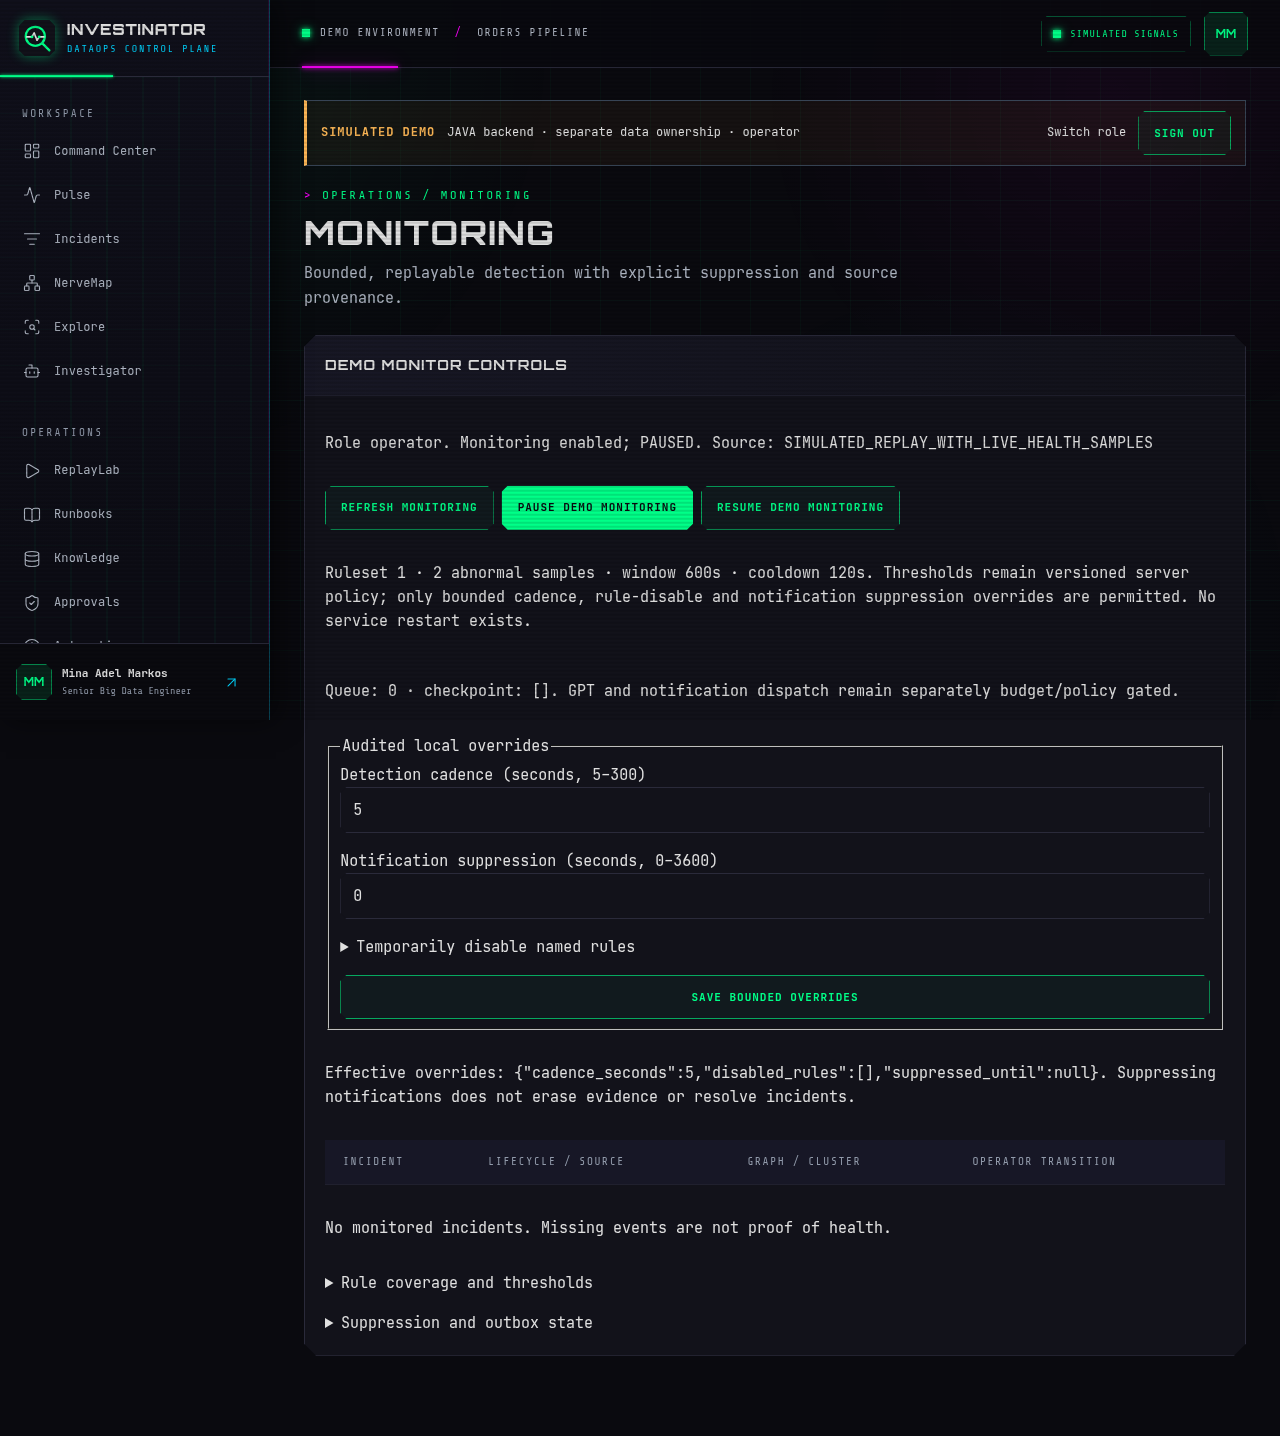 INVESTINATOR
DATAOPS CONTROL PLANE
DEMO ENVIRONMENT / ORDERS PIPELINE
SIMULATED SIGNALS
MM
WORKSPACE
Command Center
Pulse
Incidents
NerveMap
Explore
Investigator
OPERATIONS
ReplayLab
Runbooks
Knowledge
Approvals
MM
Mina Adel Markos
Senior Big Data Engineer
SIMULATED DEMO JAVA backend · separate data ownership · operator
Switch role
SIGN OUT
> OPERATIONS / MONITORING
MONITORING
Bounded, replayable detection with explicit suppression and source
provenance.
DEMO MONITOR CONTROLS
Role operator. Monitoring enabled; PAUSED. Source: SIMULATED_REPLAY_WITH_LIVE_HEALTH_SAMPLES
REFRESH MONITORING
PAUSE DEMO MONITORING
RESUME DEMO MONITORING
Ruleset 1 · 2 abnormal samples · window 600s · cooldown 120s. Thresholds remain versioned server
policy; only bounded cadence, rule-disable and notification suppression overrides are permitted. No
service restart exists.
Queue: 0 · checkpoint: []. GPT and notification dispatch remain separately budget/policy gated.
Audited local overrides
Detection cadence (seconds, 5–300)
5
Notification suppression (seconds, 0–3600)
0
Temporarily disable named rules
SAVE BOUNDED OVERRIDES
Effective overrides: {"cadence_seconds":5,"disabled_rules":[],"suppressed_until":null}. Suppressing
notifications does not erase evidence or resolve incidents.
INCIDENT
LIFECYCLE / SOURCE
GRAPH / CLUSTER
OPERATOR TRANSITION
No monitored incidents. Missing events are not proof of health.
Rule coverage and thresholds
Suppression and outbox state